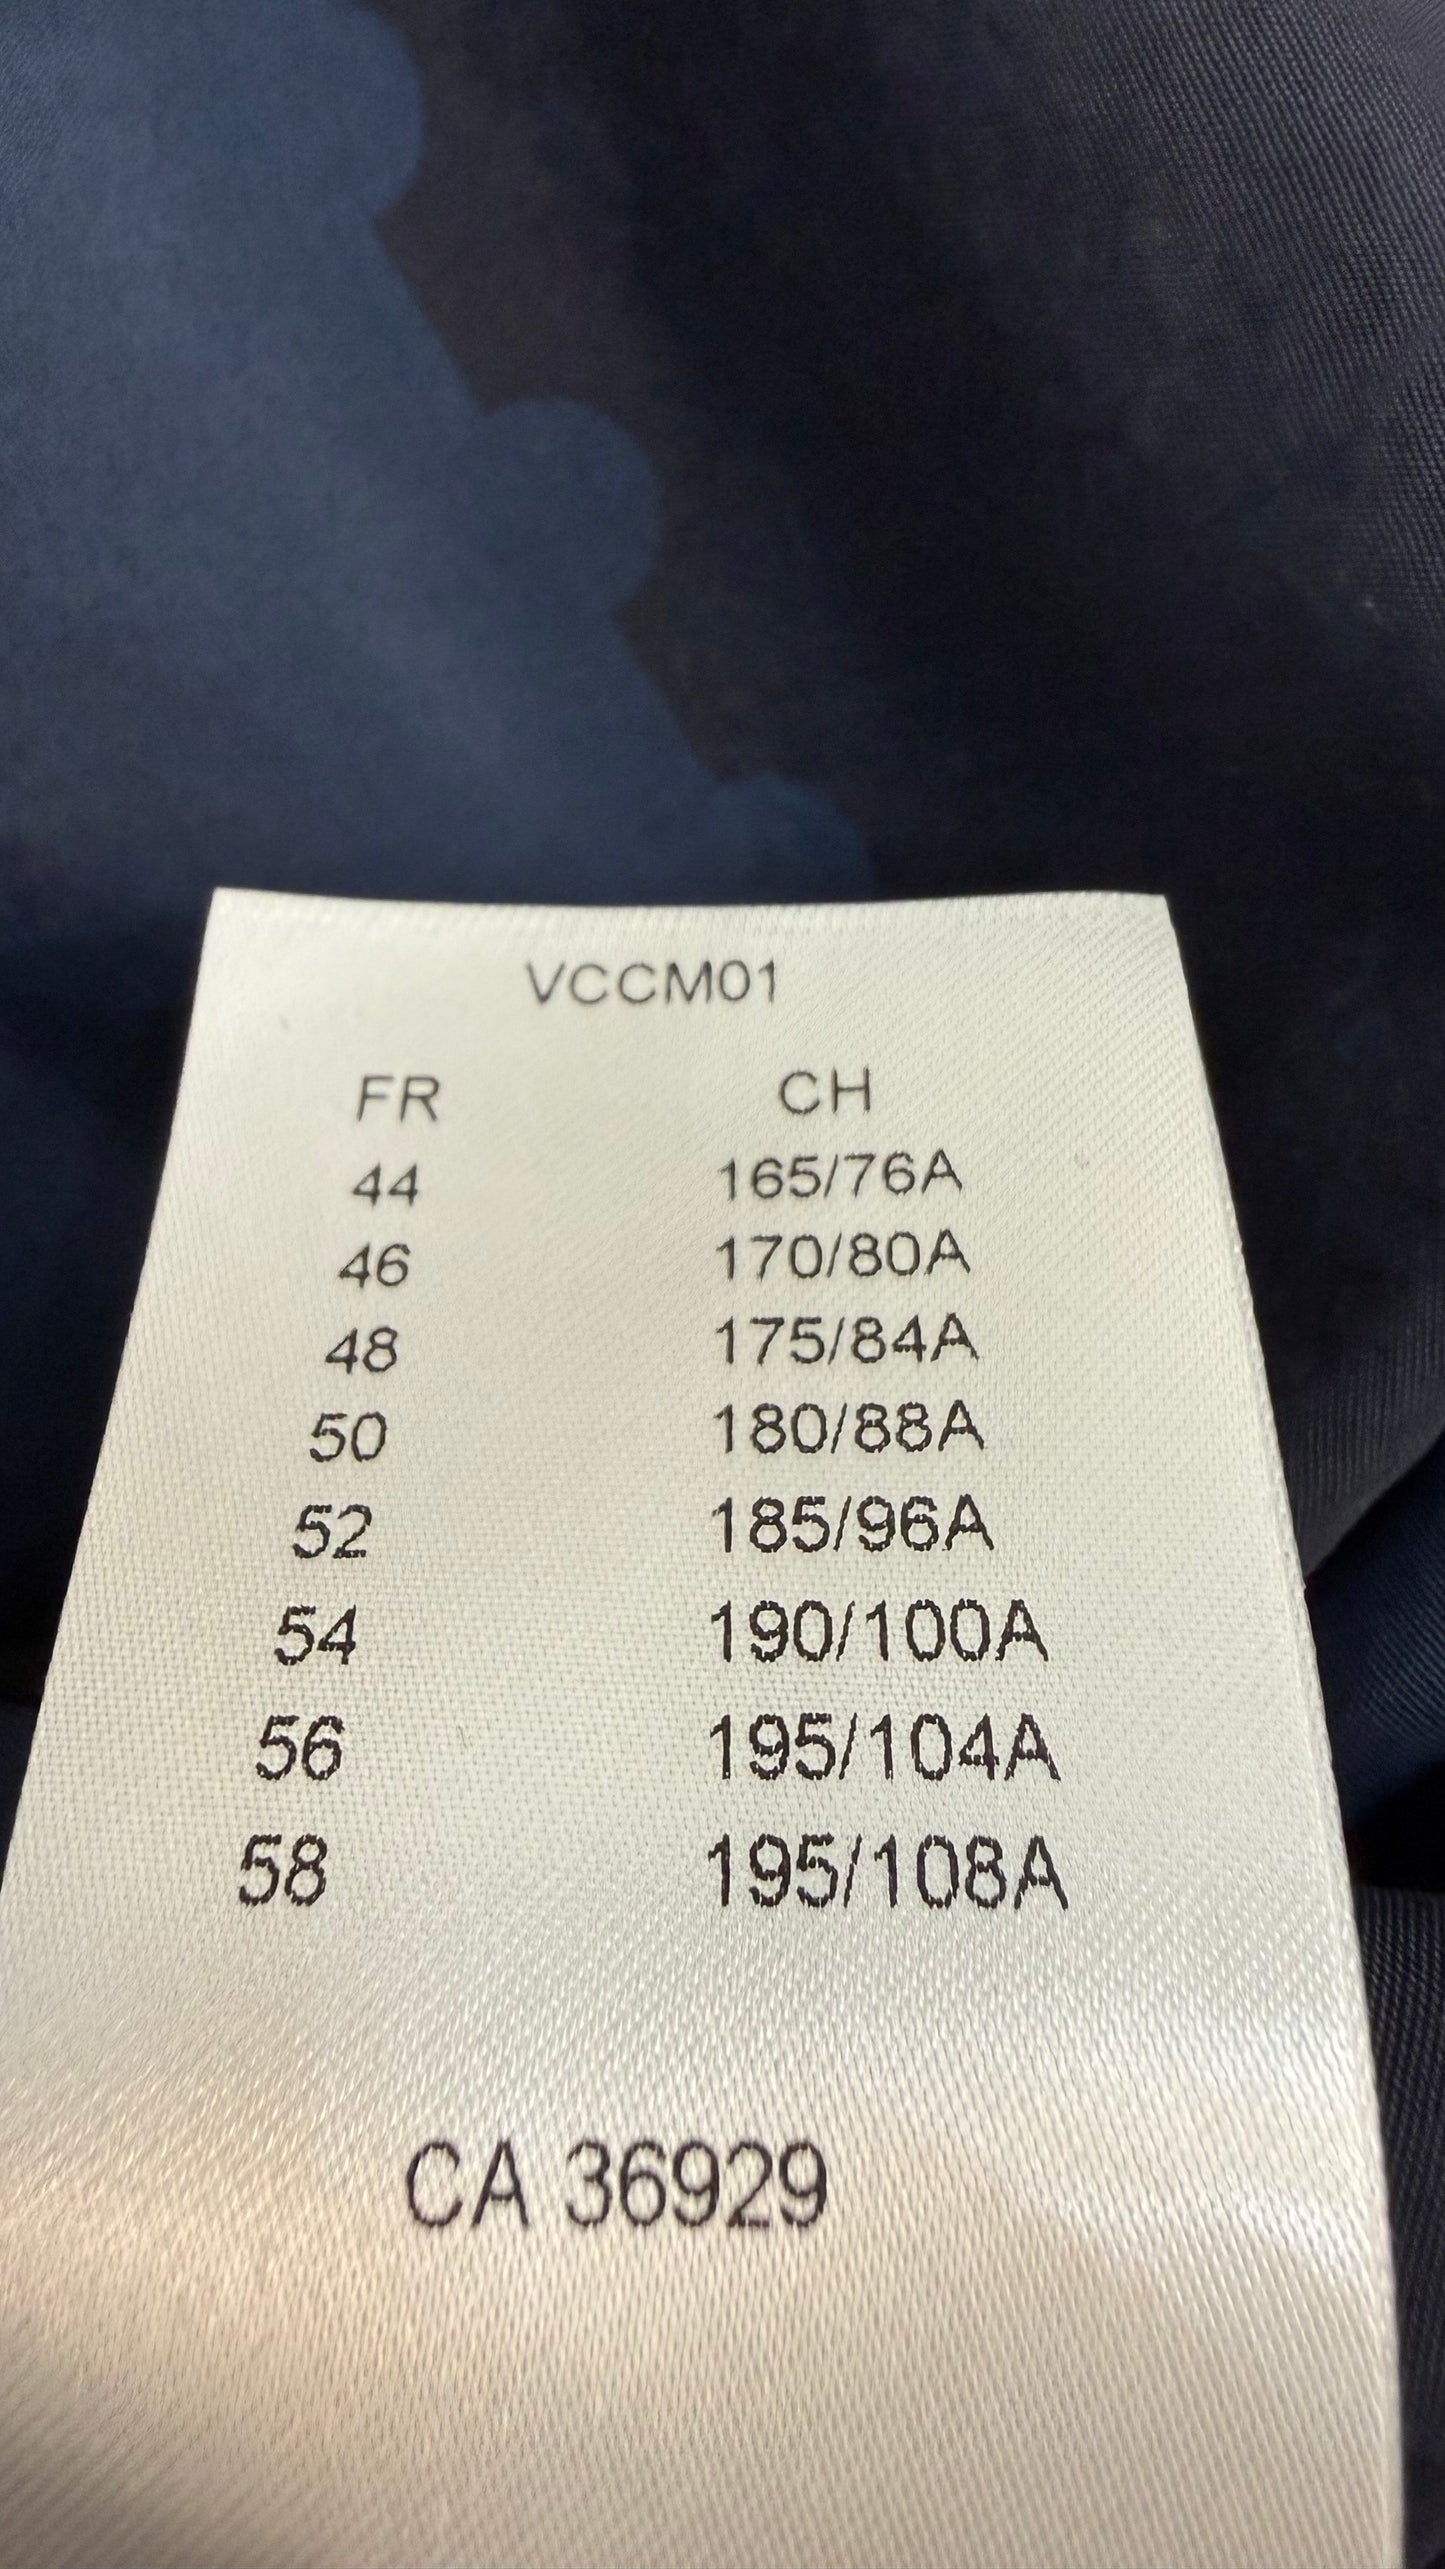 VCCM01
FR CH
44 165/76A
46 170/80A
48 175/84A
50 180/88A
52 185/96A
54 190/100A
56 195/104A
58 195/108A
CA 36929